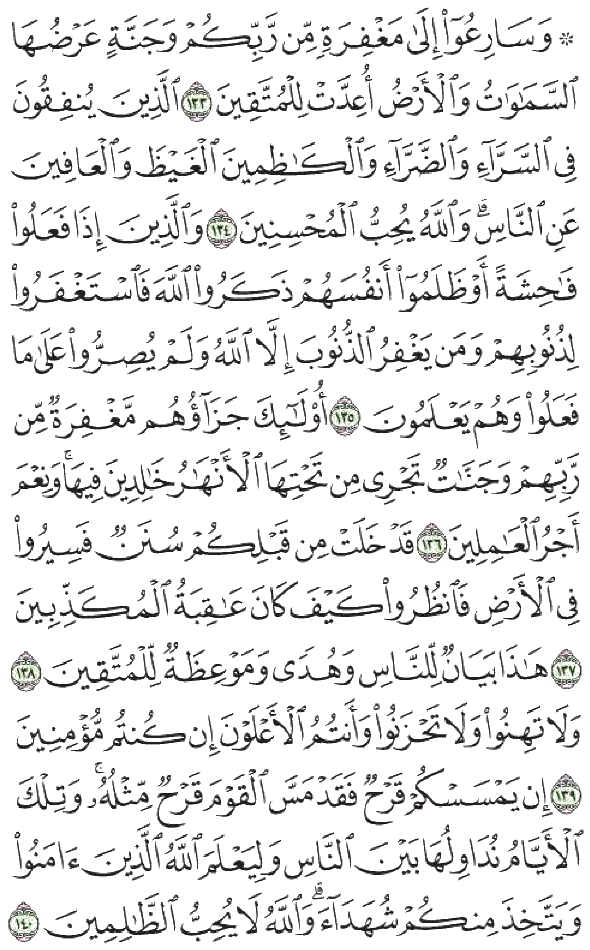 ۞ وَسَارِعُوٓا۟ إِلَىٰ مَغْفِرَةٍ مِّن رَّبِّكُمْ وَجَنَّةٍ عَرْضُهَا
ٱلسَّمَٰوَٰتُ وَٱلْأَرْضُ أُعِدَّتْ لِلْمُتَّقِينَ ١٣٣ ٱلَّذِينَ يُنفِقُونَ
فِى ٱلسَّرَّآءِ وَٱلضَّرَّآءِ وَٱلْكَٰظِمِينَ ٱلْغَيْظَ وَٱلْعَافِينَ
عَنِ ٱلنَّاسِ ۗ وَٱللَّهُ يُحِبُّ ٱلْمُحْسِنِينَ ١٣٤ وَٱلَّذِينَ إِذَا فَعَلُوا۟
فَٰحِشَةً أَوْ ظَلَمُوٓا۟ أَنفُسَهُمْ ذَكَرُوا۟ ٱللَّهَ فَٱسْتَغْفَرُوا۟
لِذُنُوبِهِمْ وَمَن يَغْفِرُ ٱلذُّنُوبَ إِلَّا ٱللَّهُ وَلَمْ يُصِرُّوا۟ عَلَىٰ مَا
فَعَلُوا۟ وَهُمْ يَعْلَمُونَ ١٣٥ أُو۟لَٰٓئِكَ جَزَآؤُهُم مَّغْفِرَةٌ مِّن
رَّبِّهِمْ وَجَنَّٰتٌ تَجْرِى مِن تَحْتِهَا ٱلْأَنْهَٰرُ خَٰلِدِينَ فِيهَا ۚ وَنِعْمَ
أَجْرُ ٱلْعَٰمِلِينَ ١٣٦ قَدْ خَلَتْ مِن قَبْلِكُمْ سُنَنٌ فَسِيرُوا۟
فِى ٱلْأَرْضِ فَٱنظُرُوا۟ كَيْفَ كَانَ عَٰقِبَةُ ٱلْمُكَذِّبِينَ
١٣٧ هَٰذَا بَيَانٌ لِّلنَّاسِ وَهُدًى وَمَوْعِظَةٌ لِّلْمُتَّقِينَ ١٣٨
وَلَا تَهِنُوا۟ وَلَا تَحْزَنُوا۟ وَأَنتُمُ ٱلْأَعْلَوْنَ إِن كُنتُم مُّؤْمِنِينَ
١٣٩ إِن يَمْسَسْكُمْ قَرْحٌ فَقَدْ مَسَّ ٱلْقَوْمَ قَرْحٌ مِّثْلُهُۥ ۚ وَتِلْكَ
ٱلْأَيَّامُ نُدَاوِلُهَا بَيْنَ ٱلنَّاسِ وَلِيَعْلَمَ ٱللَّهُ ٱلَّذِينَ ءَامَنُوا۟
وَيَتَّخِذَ مِنكُمْ شُهَدَآءَ ۗ وَٱللَّهُ لَا يُحِبُّ ٱلظَّٰلِمِينَ ١٤٠